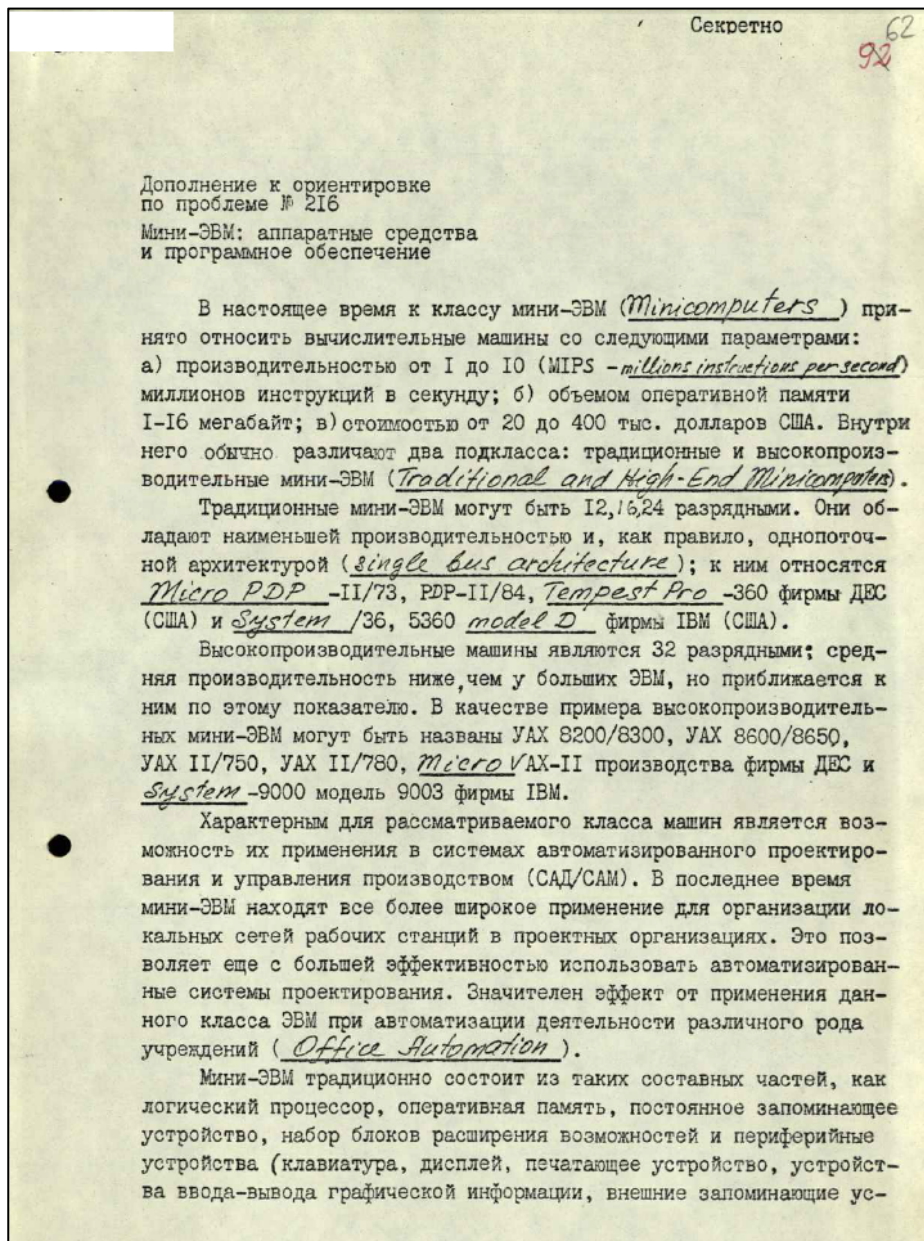 Секретно
62
92
Дополнение к ориентировке
по проблеме № 2I6
Мини-ЭВМ: аппаратные средства
и программное обеспечение
В настоящее время к классу мини-ЭВМ (Minicomputers) при-
нято относить вычислительные машины со следующими параметрами:
а) производительностью от I до IO (MIPS - millions instructions per second)
миллионов инструкций в секунду; б) объемом оперативной памяти
I-I6 мегабайт; в) стоимостью от 20 до 400 тыс. долларов США. Внутри
него обычно различают два подкласса: традиционные и высокопроиз-
водительные мини-ЭВМ (Traditional and High-End Minicomputers).
Традиционные мини-ЭВМ могут быть I2,16,24 разрядными. Они об-
ладают наименьшей производительностью и, как правило, однопоточ-
ной архитектурой (single bus architecture); к ним относятся
Micro PDP -II/73, PDP-II/84, Tempest Pro -360 фирмы ДЕС
(США) и System /36, 5360 model D фирмы IBM (США).
Высокопроизводительные машины являются 32 разрядными; сред-
няя производительность ниже, чем у больших ЭВМ, но приближается к
ним по этому показателю. В качестве примера высокопроизводитель-
ных мини-ЭВМ могут быть названы УАХ 8200/8300, УАХ 8600/8650,
УАХ II/750, УАХ II/780, Micro VАХ-II производства фирмы ДЕС и
System -9000 модель 9003 фирмы IBM.
Характерным для рассматриваемого класса машин является воз-
можность их применения в системах автоматизированного проектиро-
вания и управления производством (САД/САМ). В последнее время
мини-ЭВМ находят все более широкое применение для организации ло-
кальных сетей рабочих станций в проектных организациях. Это поз-
воляет еще с большей эффективностью использовать автоматизирован-
ные системы проектирования. Значителен эффект от применения дан-
ного класса ЭВМ при автоматизации деятельности различного рода
учреждений ( Office Automation ).
Мини-ЭВМ традиционно состоит из таких составных частей, как
логический процессор, оперативная память, постоянное запоминающее
устройство, набор блоков расширения возможностей и периферийные
устройства (клавиатура, дисплей, печатающее устройство, устройст-
ва ввода-вывода графической информации, внешние запоминающие ус-